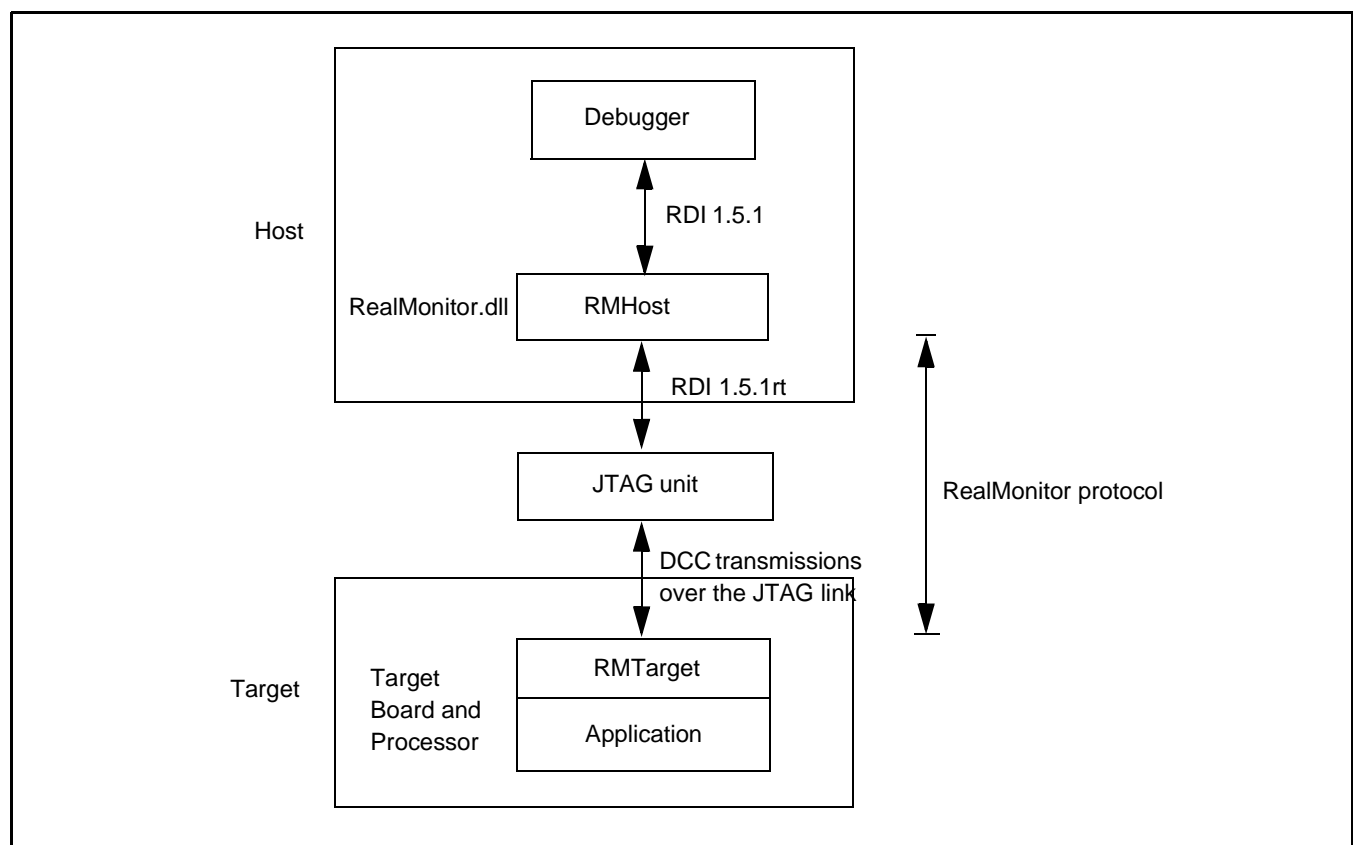 Debugger
RDI 1.5.1
Host
RealMonitor.dll
RMHost
RDI 1.5.1rt
JTAG unit
RealMonitor protocol
DCC transmissions
over the JTAG link
RMTarget
Target
Target
Board and
Processor
Application